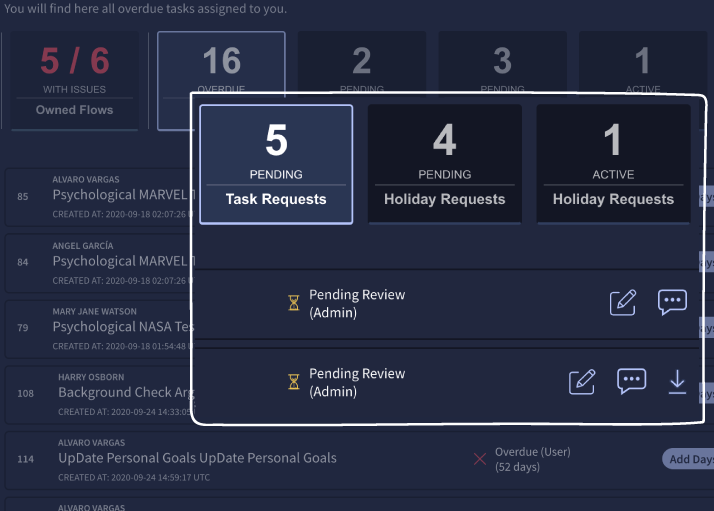 You will find here all overdue tasks assigned to you.
5 / 6
WITH ISSUES
Owned Flows
16
OVERDUE
2
PENDING
3
PENDING
1
ACTIVE
5
PENDING
Task Requests
4
PENDING
Holiday Requests
1
ACTIVE
Holiday Requests
ALVARO VARGAS
85
Psychological MARVEL
CREATED AT: 2020-09-18 02:07:26
ANGEL GARCÍA
84
Psychological MARVEL
CREATED AT: 2020-09-18 02:07:26
Pending Review
(Admin)
MARY JANE WATSON
79
Psychological NASA Tes
CREATED AT: 2020-09-18 01:54:48
Pending Review
(Admin)
HARRY OSBORN
108
Background Check Arg
CREATED AT: 2020-09-24 14:33:05
ALVARO VARGAS
114
UpDate Personal Goals UpDate Personal Goals
CREATED AT: 2020-09-24 14:59:17 UTC
Overdue (User)
(52 days)
Add Days
ALVARO VARGAS